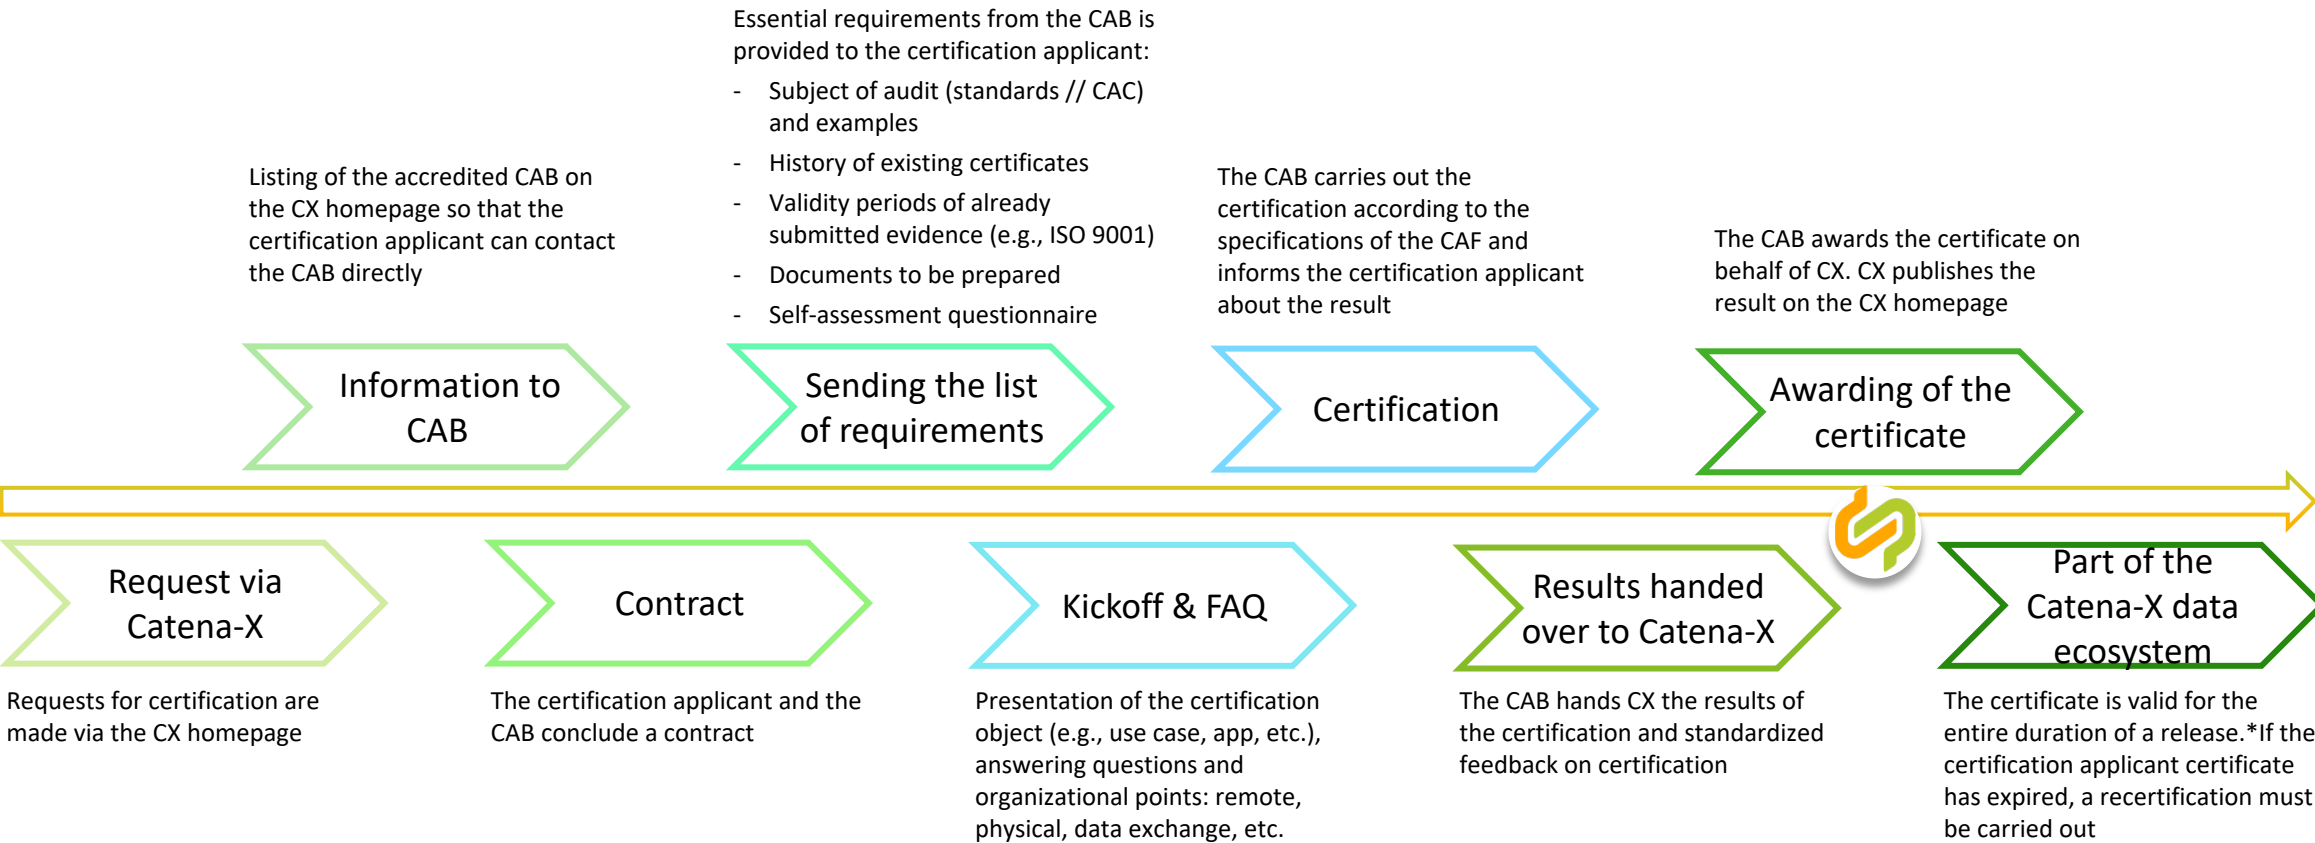 Essential requirements from the CAB is
provided to the certification applicant:
- Subject of audit (standards // CAC)
and examples
- History of existing certificates
- Validity periods of already
submitted evidence (e.g., ISO 9001)
- Documents to be prepared
- Self-assessment questionnaire
Listing of the accredited CAB on
the CX homepage so that the
certification applicant can contact
the CAB directly
The CAB carries out the
certification according to the
specifications of the CAF and
informs the certification applicant
about the result
The CAB awards the certificate on
behalf of CX. CX publishes the
result on the CX homepage
Information to
CAB
Sending the list
of requirements
Certification
Awarding of the
certificate
Request via
Catena-X
Contract
Kickoff & FAQ
Results handed
over to Catena-X
Part of the
Catena-X data
ecosystem
Requests for certification are
made via the CX homepage
The certification applicant and the
CAB conclude a contract
Presentation of the certification
object (e.g., use case, app, etc.),
answering questions and
organizational points: remote,
physical, data exchange, etc.
The CAB hands CX the results of
the certification and standardized
feedback on certification
The certificate is valid for the
entire duration of a release.*If the
certification applicant certificate
has expired, a recertification must
be carried out